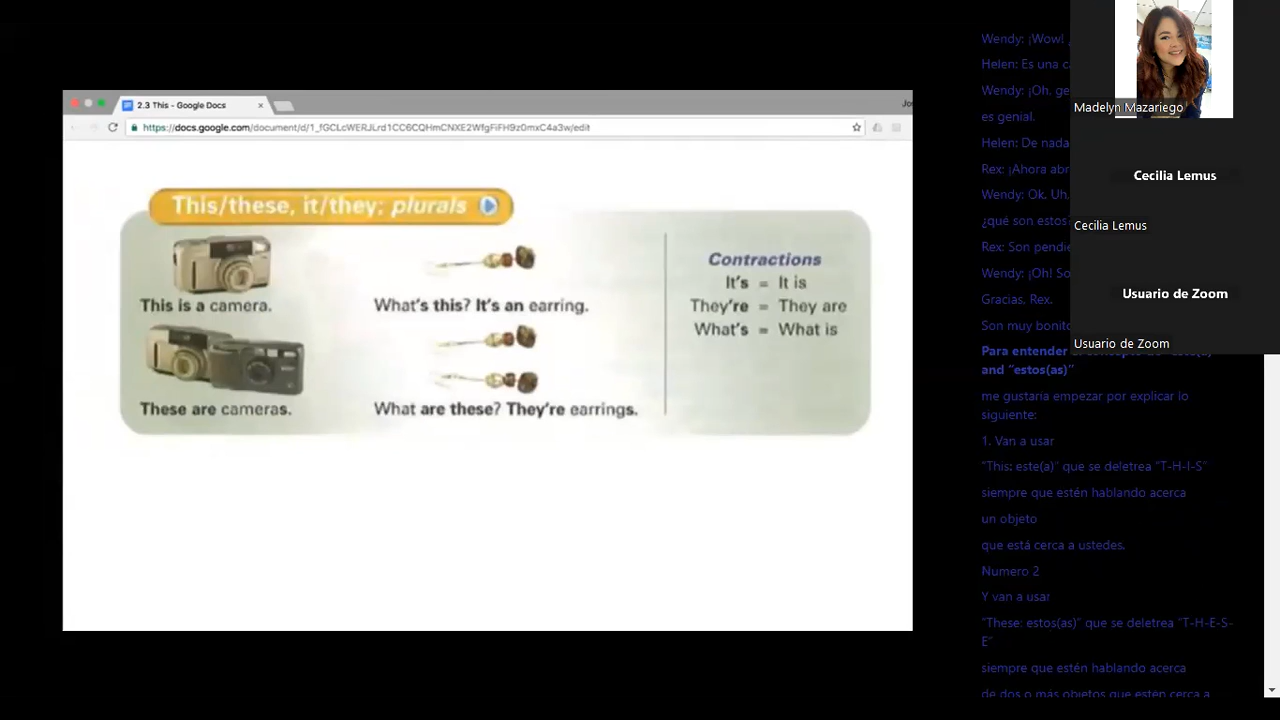 2.3 This - Google Docs
https://docs.google.com/document/d/1_fGCLcWERJLrd1CC6CQHmCNXE2WfgFiFH9z0mxC4a3w/edit
This/these, it/they; plurals
This is a camera.
What's this? It's an earring.
These are cameras.
What are these? They're earrings.
Contractions
It's = It is
They're = They are
What's = What is
Wendy: ¡Wow!
Helen: Es una
Wendy: ¡Oh,
es genial.
Helen: De nada
Rex: ¡Ahora
Wendy: Ok. Uh.
¿qué son estos
Rex: Son
Wendy: ¡Oh!
Gracias, Rex.
Son muy
Para entender
and "estos(as)"
me gustaría empezar por explicar lo
siguiente:
1. Van a usar
"This: este(a)" que se deletrea "T-H-I-S"
siempre que estén hablando acerca
un objeto
que está cerca a ustedes.
Numero 2
Y van a usar
"These: estos(as)" que se deletrea "T-H-E-S-
E"
siempre que estén hablando acerca
de dos o más objetos que estén cerca a
Madelyn Mazariego
Cecilia Lemus
Cecilia Lemus
Usuario de Zoom
Usuario de Zoom